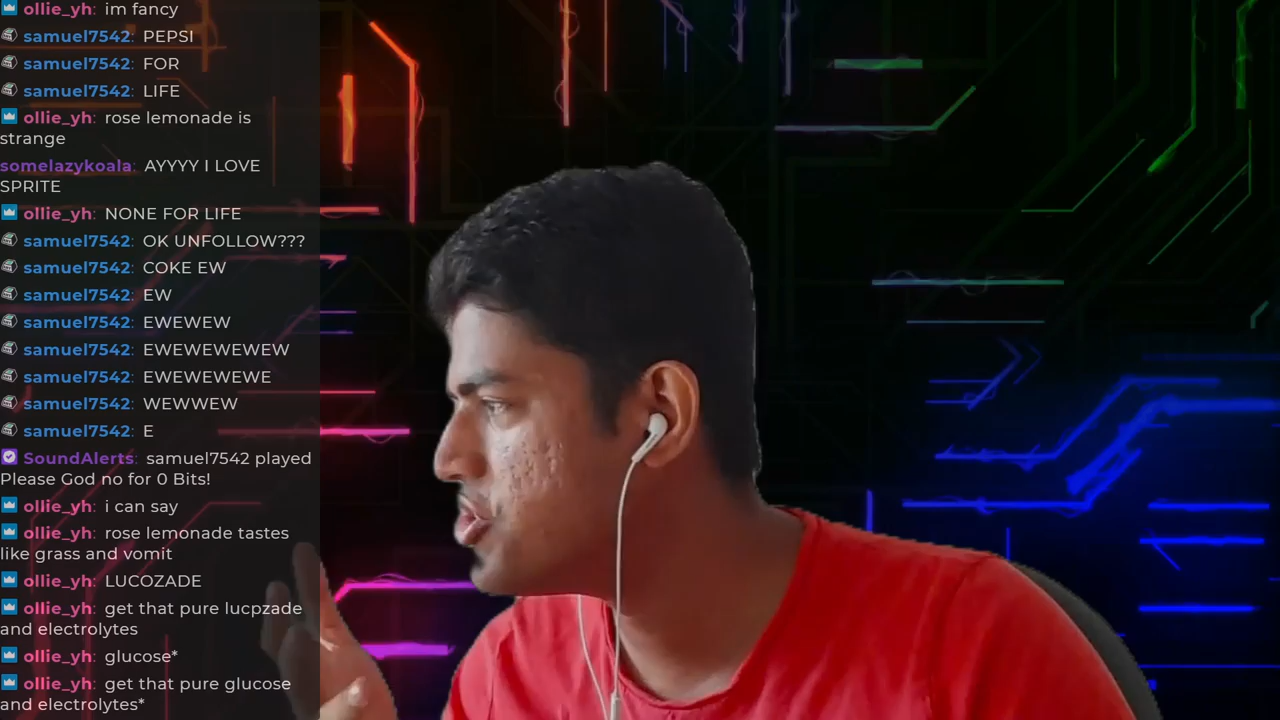 ollie_yh: im fancy
samuel7542: PEPSI
samuel7542: FOR
samuel7542: LIFE
ollie_yh: rose lemonade is
strange
somelazykoala: AYYYY I LOVE
SPRITE
ollie_yh: NONE FOR LIFE
samuel7542: OK UNFOLLOW???
samuel7542: COKE EW
samuel7542: EW
samuel7542: EWEWEW
samuel7542: EWEWEWEWEW
samuel7542: EWEWEWEWE
samuel7542: WEWWEW
samuel7542: E
SoundAlerts: samuel7542 played
Please God no for 0 Bits!
ollie_yh: i can say
ollie_yh: rose lemonade tastes
like grass and vomit
ollie_yh: LUCOZADE
ollie_yh: get that pure lucpzade
and electrolytes
ollie_yh: glucose*
ollie_yh: get that pure glucose
and electrolytes*